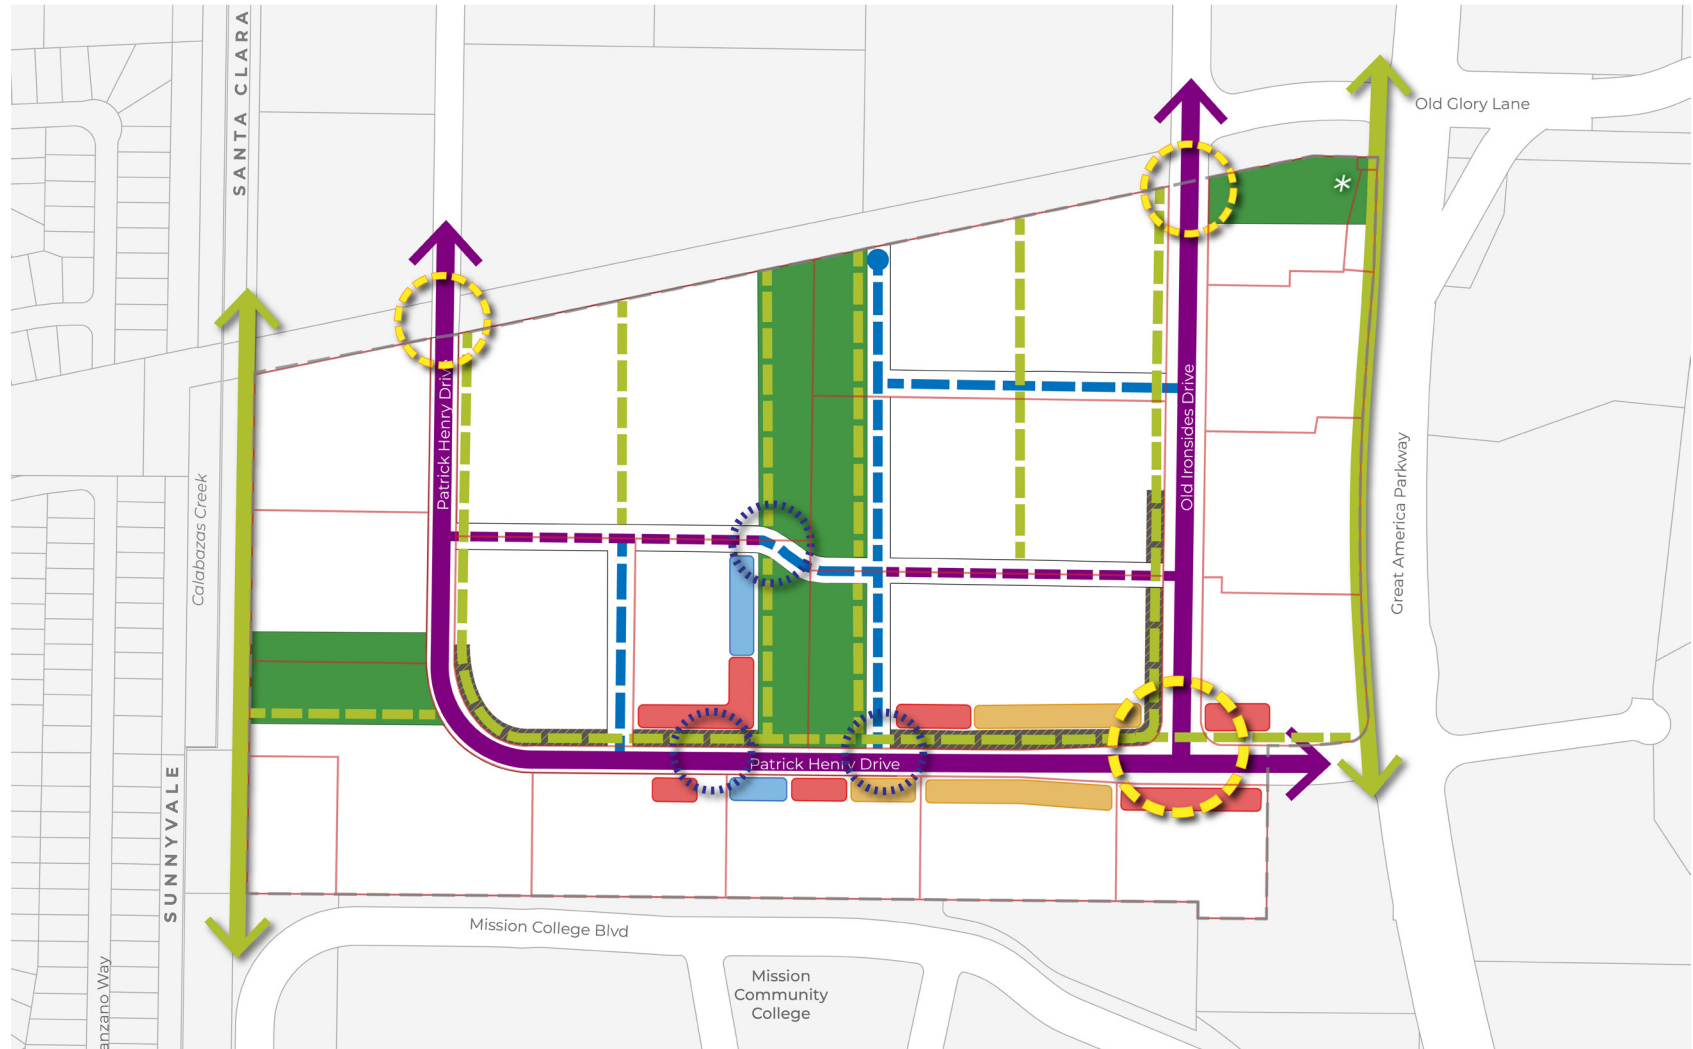 SANTA CLARA
Old Glory Lane
*
Patrick Henry Drive
Old Ironsides Drive
Great America Parkway
Calabazas Creek
Patrick Henry Drive
SUNNYVALE
Mission College Blvd
Mission
Community
College
anzano Way